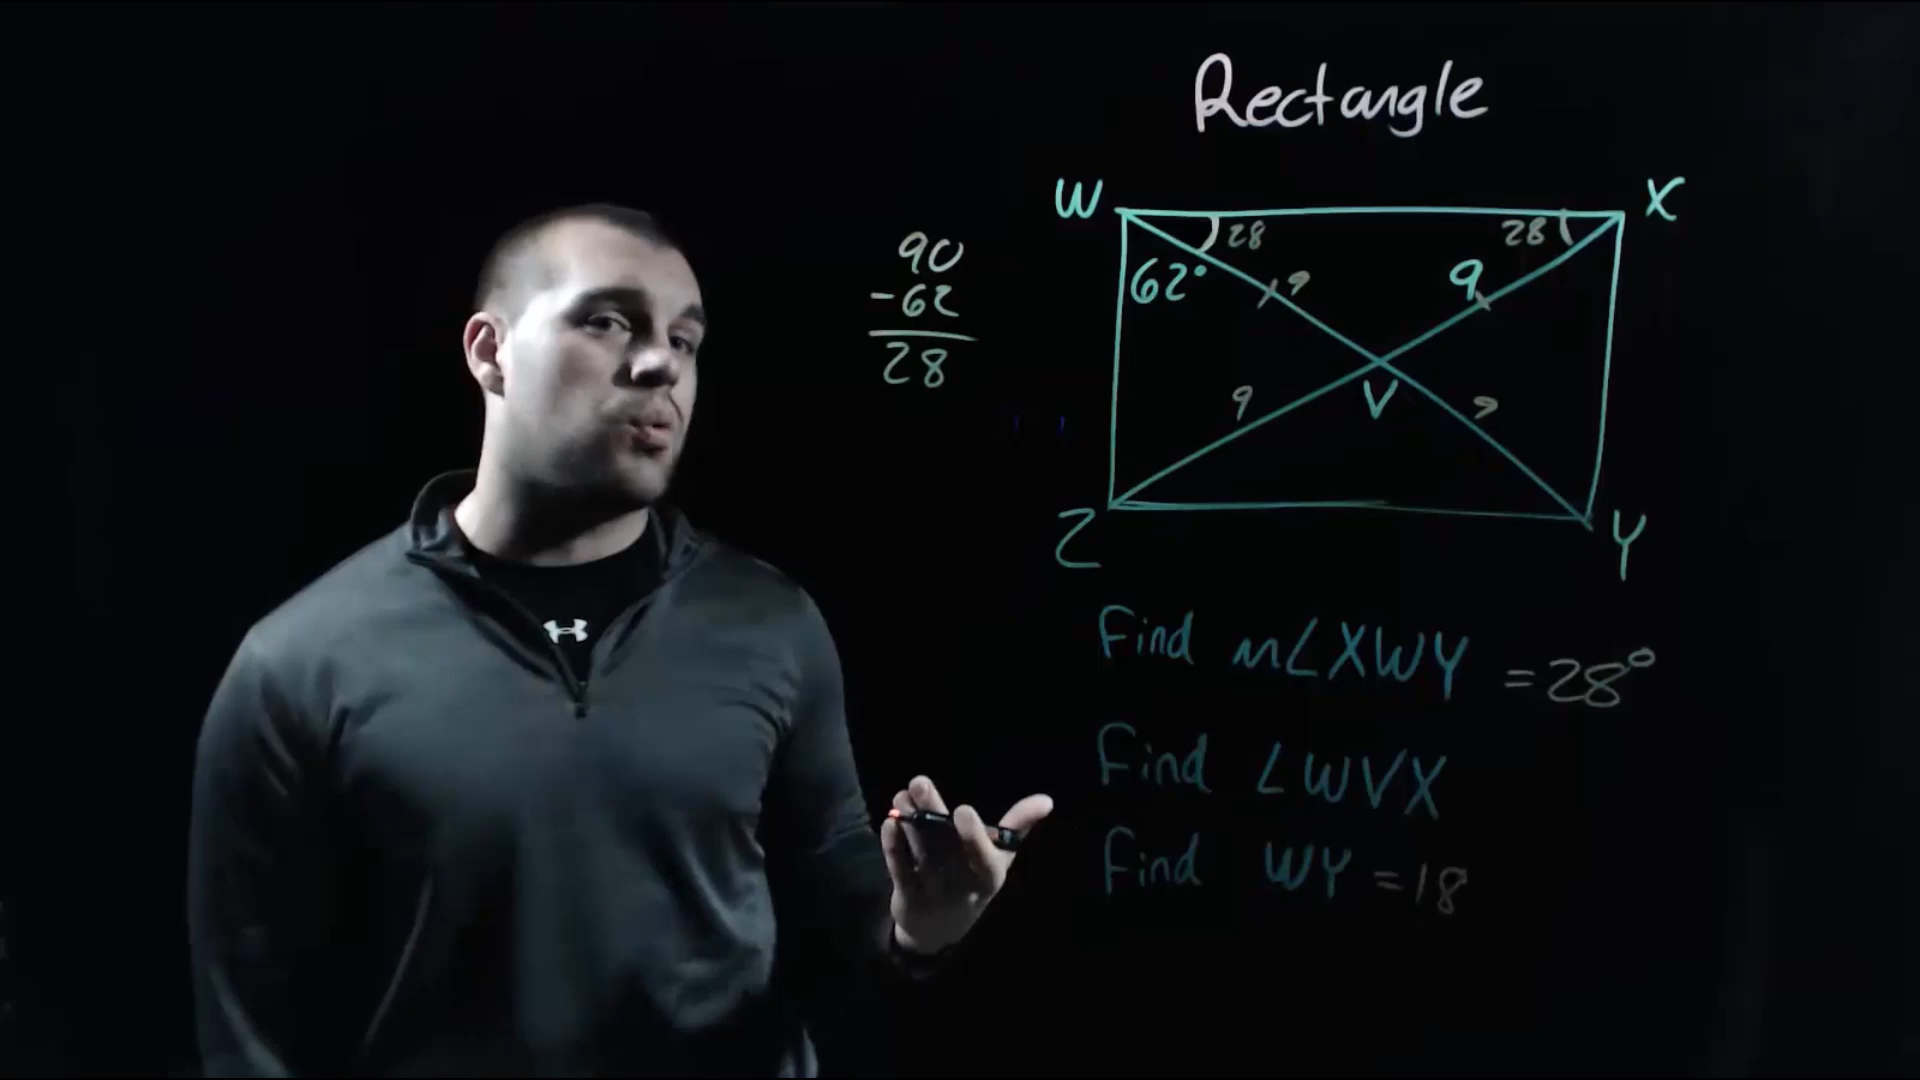 Rectangle
W X
28 28
90
-62
28
62° 9 9
9 V 9
Z Y
Find m∠XWY =28°
Find ∠WVX
Find WY =18